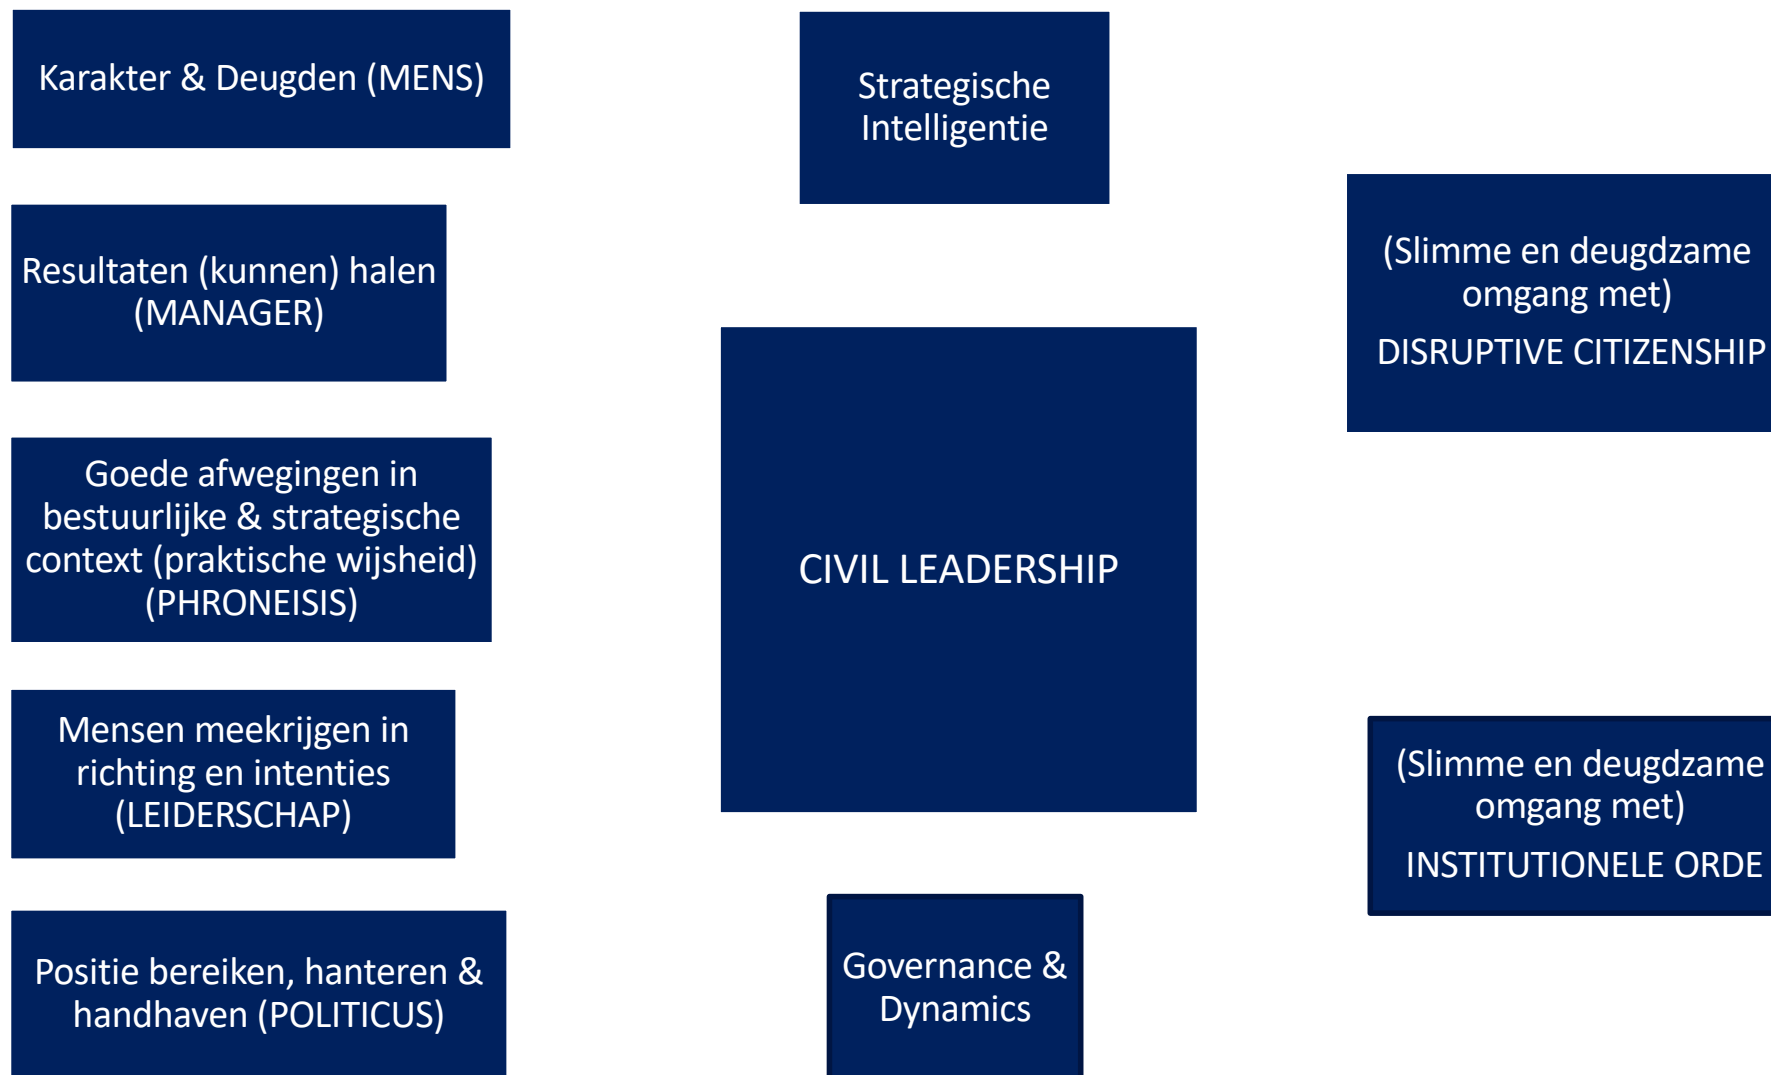 Karakter & Deugden (MENS)
Resultaten (kunnen) halen
(MANAGER)
Goede afwegingen in
bestuurlijke & strategische
context (praktische wijsheid)
(PHRONEISIS)
Mensen meekrijgen in
richting en intenties
(LEIDERSCHAP)
Positie bereiken, hanteren &
handhaven (POLITICUS)
Strategische
Intelligentie
CIVIL LEADERSHIP
Governance &
Dynamics
(Slimme en deugdzame
omgang met)
DISRUPTIVE CITIZENSHIP
(Slimme en deugdzame
omgang met)
INSTITUTIONELE ORDE